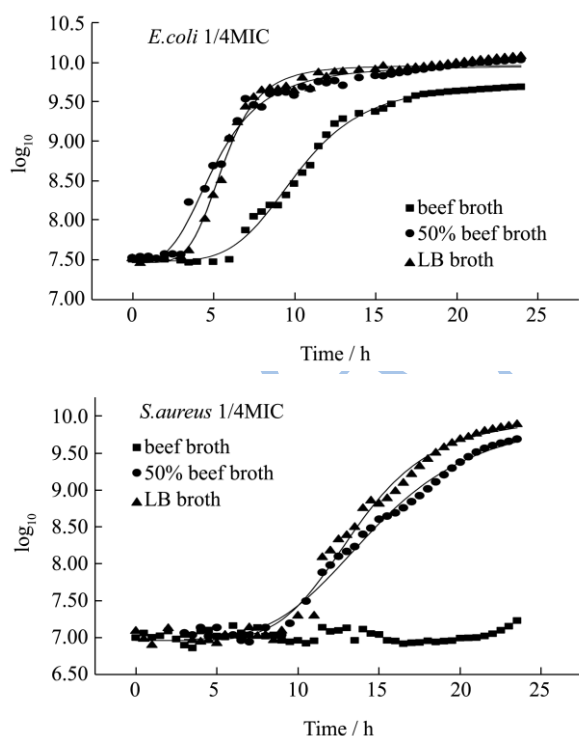 E.coli 1/4MIC
10.0
9.50
9.00
8.50
8.00
7.50
7.00
log10
beef broth
50% beef broth
LB broth
0 5 10 15 20 25
Time / h
S.aureus 1/4MIC
beef broth
50% beef broth
LB broth
10.0
9.50
9.00
8.50
8.00
7.50
7.00
6.50
log10
0 5 10 15 20 25
Time / h